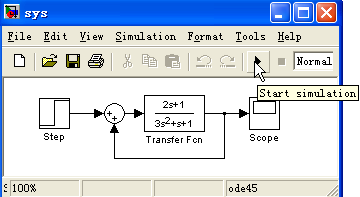 sys
File Edit View Simulation Format Tools Help
Normal
Start simulation
2s+1
3s²+s+1
Step
Transfer Fcn
Scope
100%
ode45